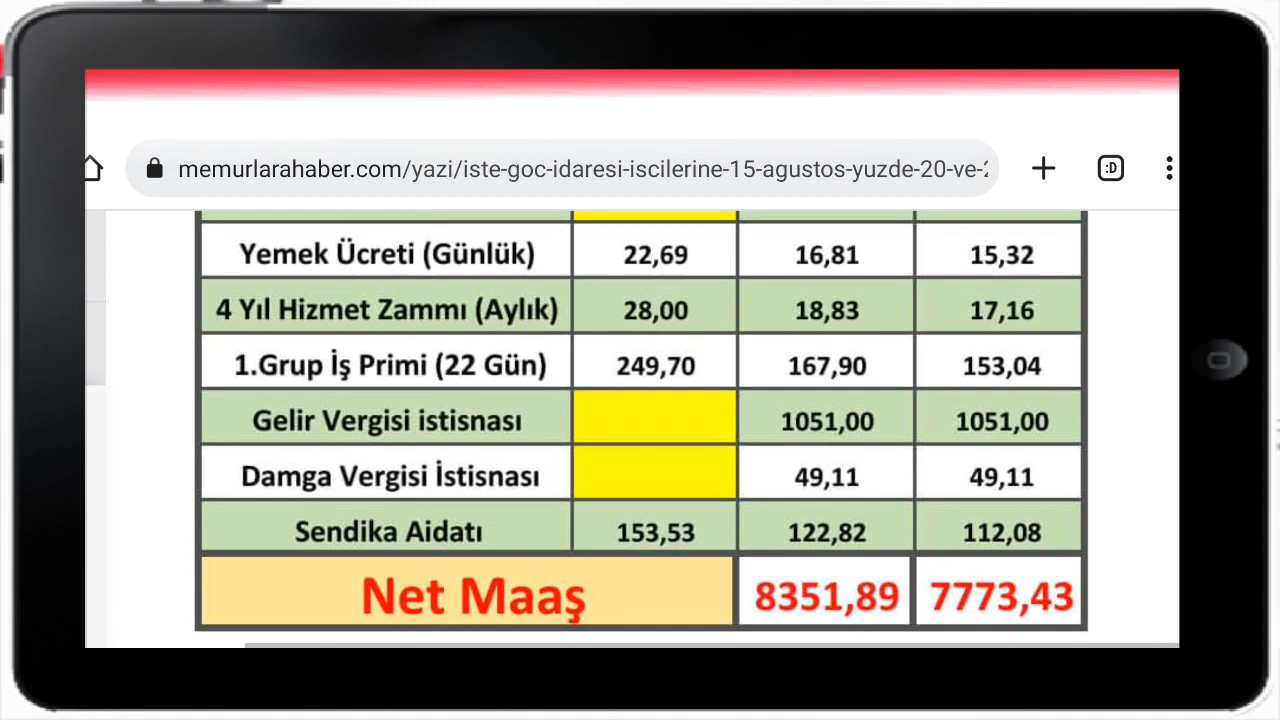 memurlarahaber.com/yazi/iste-goc-idaresi-iscilerine-15-agustos-yuzde-20-ve-2
:D
Yemek Ücreti (Günlük) 22,69 16,81 15,32
4 Yıl Hizmet Zammı (Aylık) 28,00 18,83 17,16
1.Grup İş Primi (22 Gün) 249,70 167,90 153,04
Gelir Vergisi istisnası 1051,00 1051,00
Damga Vergisi İstisnası 49,11 49,11
Sendika Aidatı 153,53 122,82 112,08
Net Maaş 8351,89 7773,43